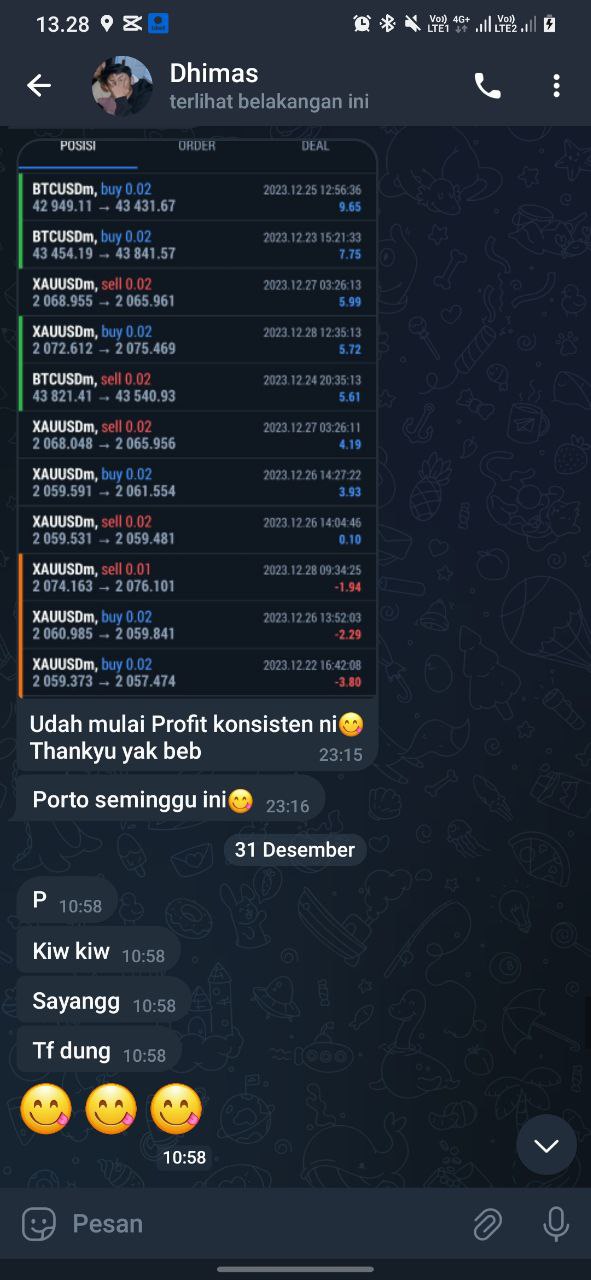 13.28
Vo)) 4G+ Vo))
LTE1 LTE2
Dhimas
terlihat belakangan ini
POSISI ORDER DEAL
BTCUSDm, buy 0.02 2023.12.25 12:56:36
42 949.11 → 43 431.67 9.65
BTCUSDm, buy 0.02 2023.12.23 15:21:33
43 454.19 → 43 841.57 7.75
XAUUSDm, sell 0.02 2023.12.27 03:26:13
2 068.955 → 2 065.961 5.99
XAUUSDm, buy 0.02 2023.12.28 12:35:13
2 072.612 → 2 075.469 5.72
BTCUSDm, sell 0.02 2023.12.24 20:35:13
43 821.41 → 43 540.93 5.61
XAUUSDm, sell 0.02 2023.12.27 03:26:11
2 068.048 → 2 065.956 4.19
XAUUSDm, buy 0.02 2023.12.26 14:27:22
2 059.591 → 2 061.554 3.93
XAUUSDm, sell 0.02 2023.12.26 14:04:46
2 059.531 → 2 059.481 0.10
XAUUSDm, sell 0.01 2023.12.28 09:34:25
2 074.163 → 2 076.101 -1.94
XAUUSDm, buy 0.02 2023.12.26 13:52:03
2 060.985 → 2 059.841 -2.29
XAUUSDm, buy 0.02 2023.12.22 16:42:08
2 059.373 → 2 057.474 -3.80
Udah mulai Profit konsisten ni😋
Thankyu yak beb 23:15
Porto seminggu ini😋 23:16
31 Desember
P 10:58
Kiw kiw 10:58
Sayangg 10:58
Tf dung 10:58
😋😋😋
10:58
Pesan